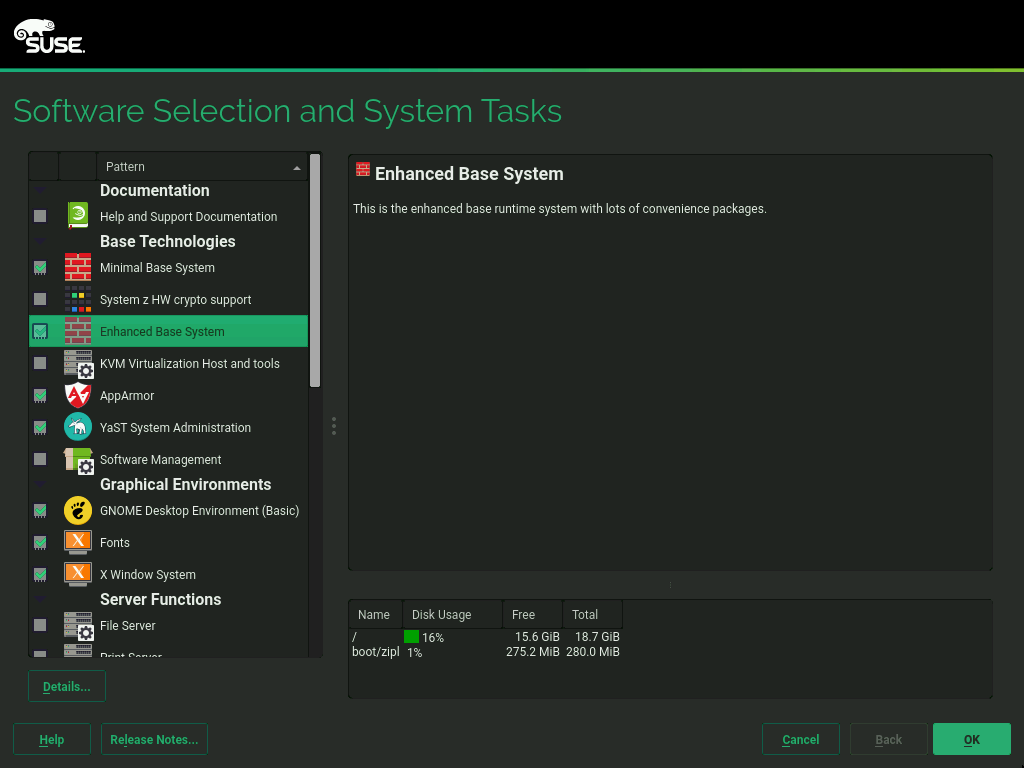 SUSE
Software Selection and System Tasks
Pattern
Documentation
Help and Support Documentation
Base Technologies
Minimal Base System
System z HW crypto support
Enhanced Base System
KVM Virtualization Host and tools
AppArmor
YaST System Administration
Software Management
Graphical Environments
GNOME Desktop Environment (Basic)
Fonts
X Window System
Server Functions
File Server
Print Server
Details...
Enhanced Base System
This is the enhanced base runtime system with lots of convenience packages.
Name Disk Usage Free Total
/ 16% 15.6 GiB 18.7 GiB
boot/zipl 1% 275.2 MiB 280.0 MiB
Help Release Notes... Cancel Back OK